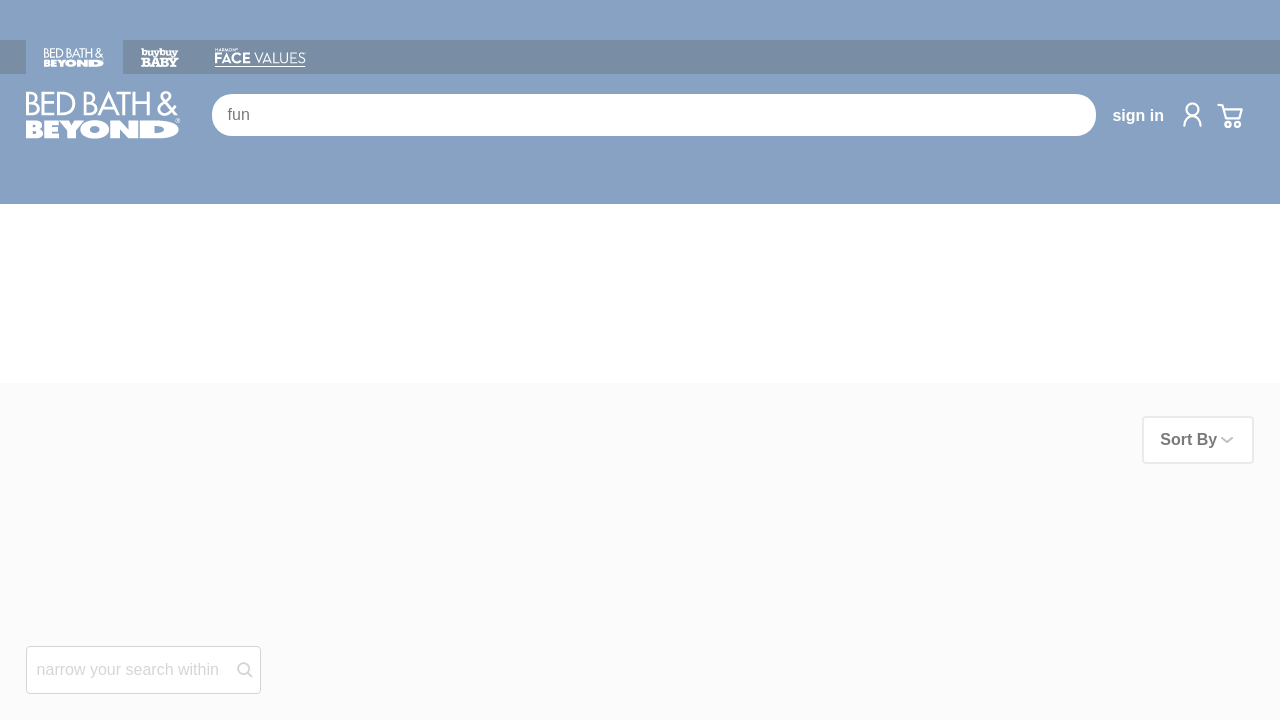 BED BATH &
BEYOND
buybuy
BABY
HARMON
FACE VALUES
BED BATH &
BEYOND®
fun
sign in
Sort By
narrow your search within